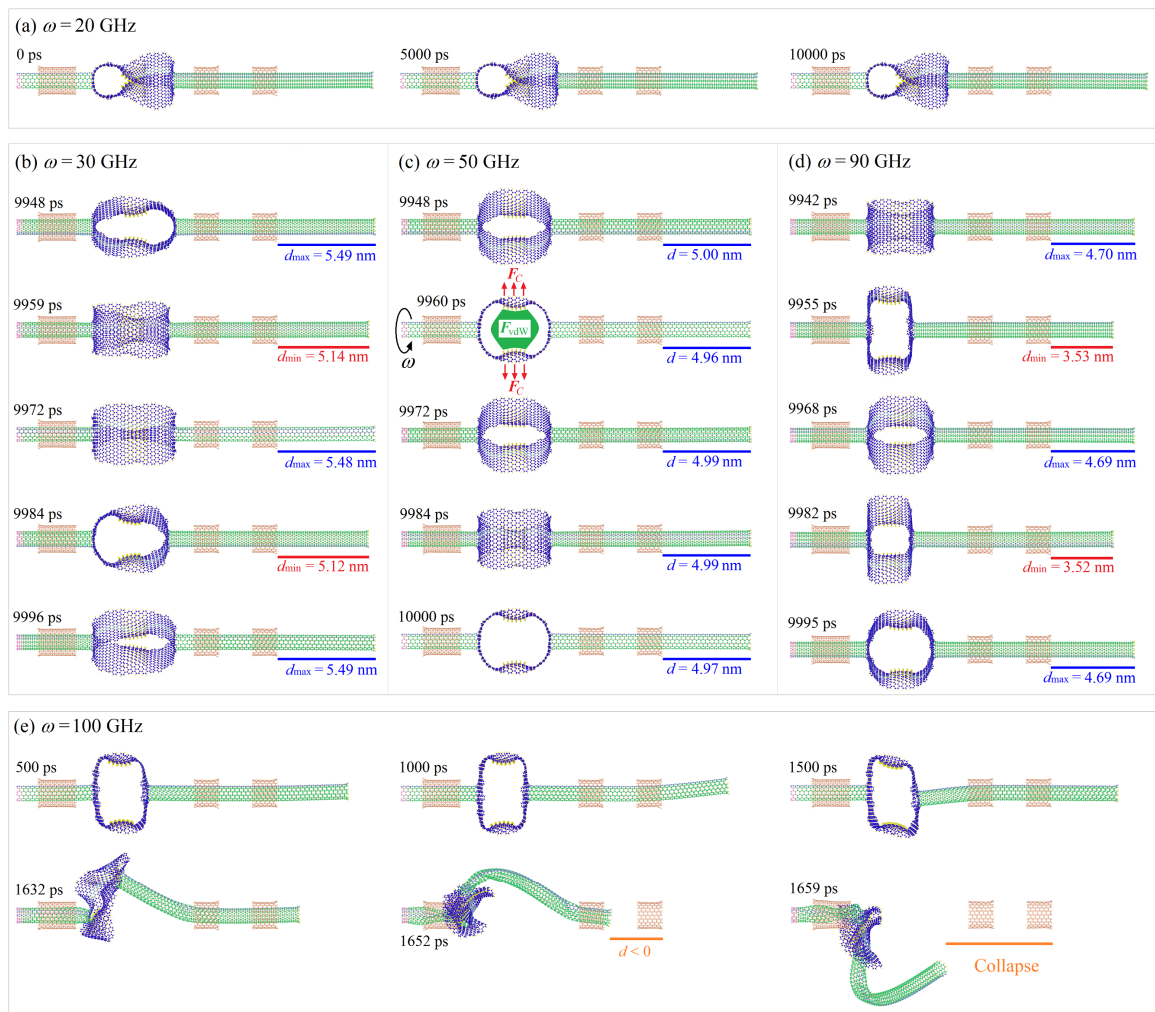 (a) ω = 20 GHz
0 ps
5000 ps
10000 ps
(b) ω = 30 GHz
9948 ps
dmax = 5.49 nm
9959 ps
dmin = 5.14 nm
9972 ps
dmax = 5.48 nm
9984 ps
dmin = 5.12 nm
9996 ps
dmax = 5.49 nm
(c) ω = 50 GHz
9948 ps
d = 5.00 nm
FC
9960 ps
FvdW
ω
d = 4.96 nm
FC
9972 ps
d = 4.99 nm
9984 ps
d = 4.99 nm
10000 ps
d = 4.97 nm
(d) ω = 90 GHz
9942 ps
dmax = 4.70 nm
9955 ps
dmin = 3.53 nm
9968 ps
dmax = 4.69 nm
9982 ps
dmin = 3.52 nm
9995 ps
dmax = 4.69 nm
(e) ω = 100 GHz
500 ps
1000 ps
1500 ps
1632 ps
1652 ps
d < 0
1659 ps
Collapse